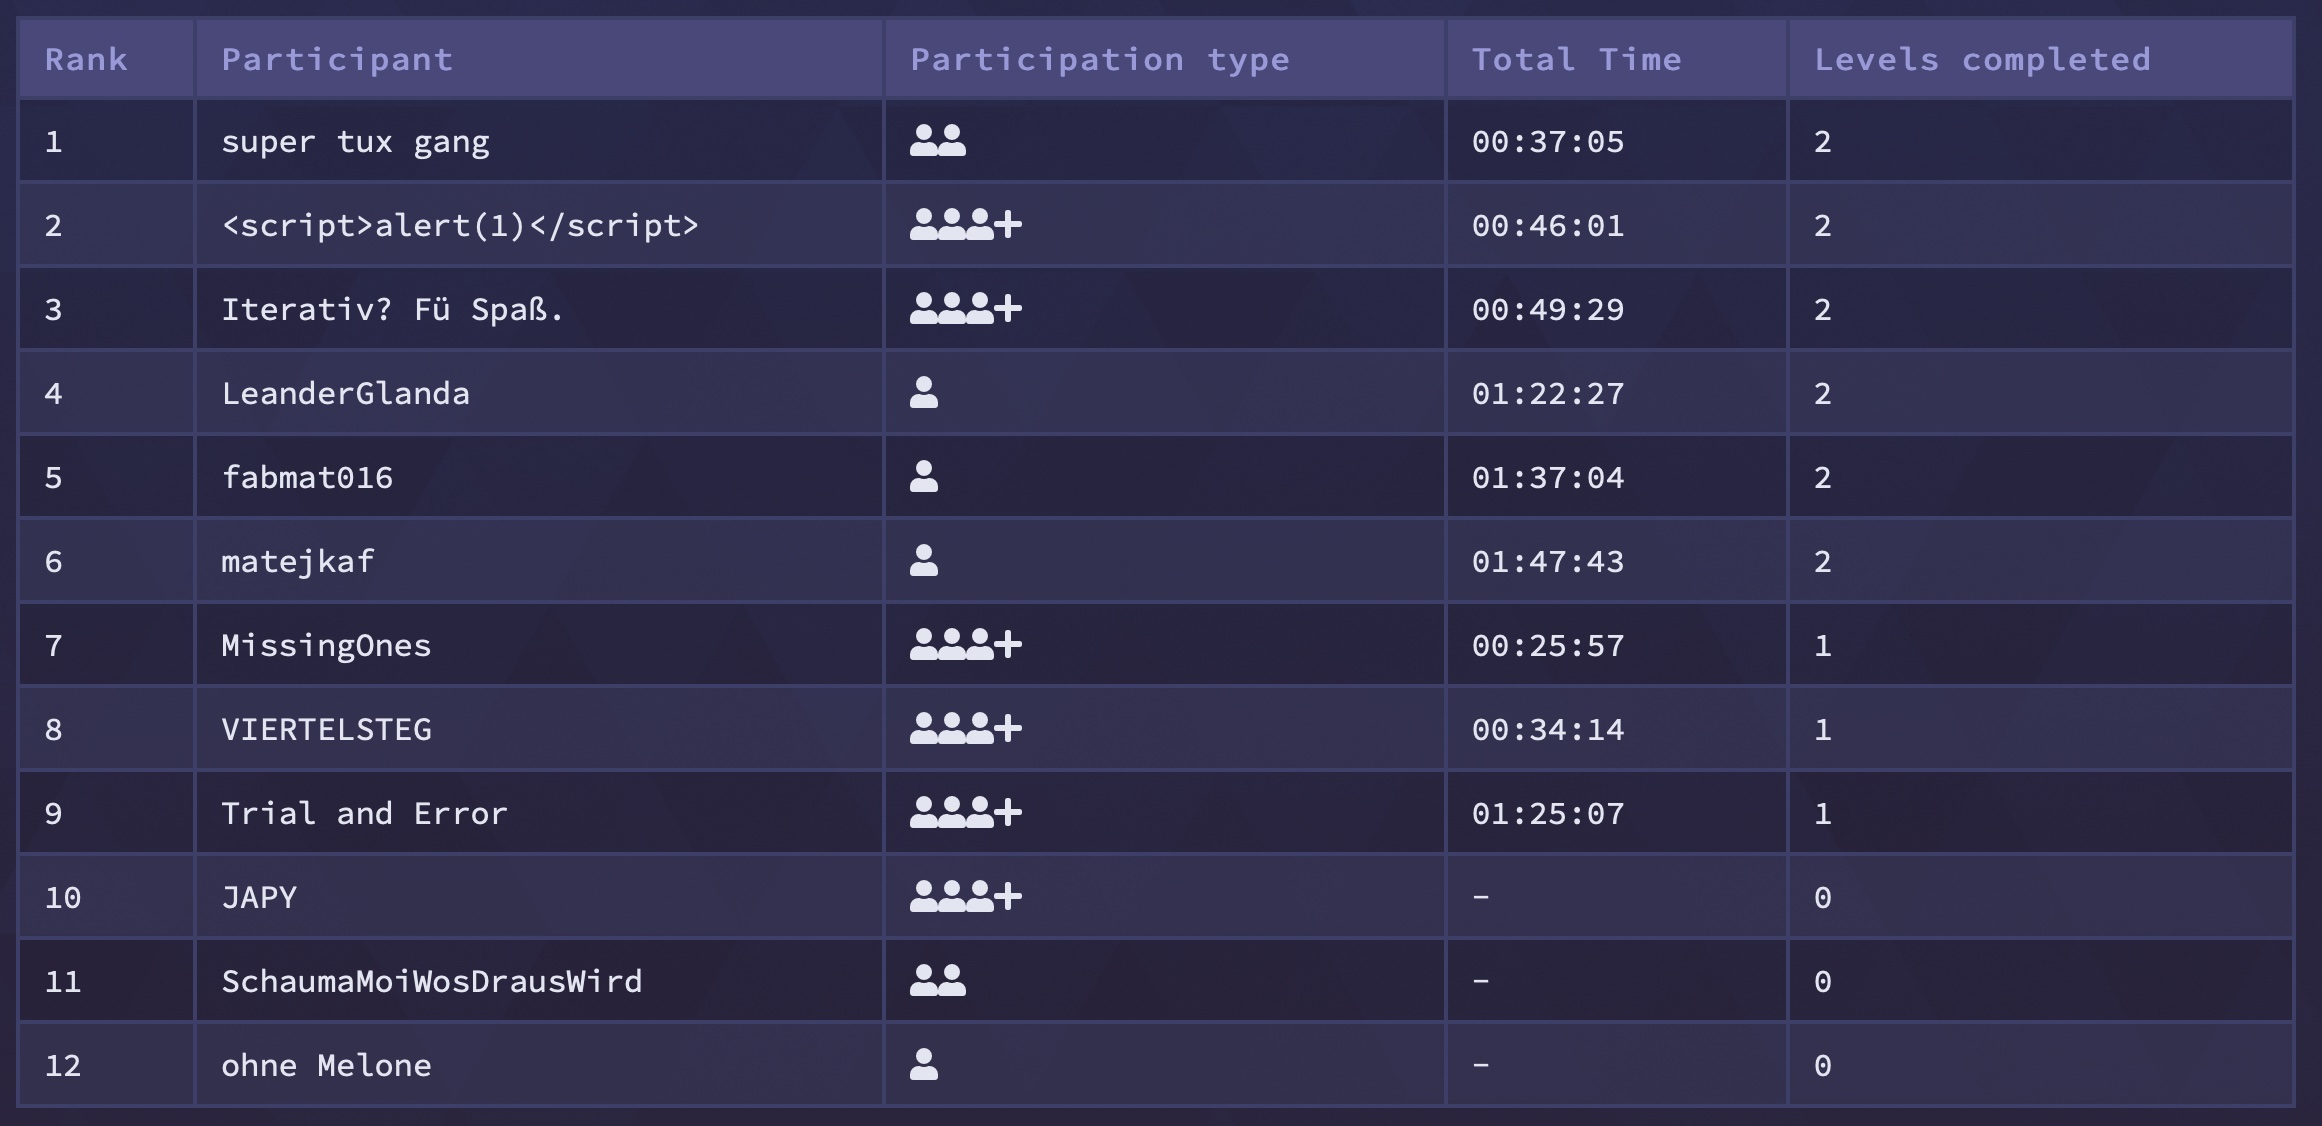 Rank Participant Participation type Total Time Levels completed
1 super tux gang 00:37:05 2
2 <script>alert(1)</script> 00:46:01 2
3 Iterativ? Fü Spaß. 00:49:29 2
4 LeanderGlanda 01:22:27 2
5 fabmat016 01:37:04 2
6 matejkaf 01:47:43 2
7 MissingOnes 00:25:57 1
8 VIERTELSTEG 00:34:14 1
9 Trial and Error 01:25:07 1
10 JAPY - 0
11 SchaumaMoiWosDrausWird - 0
12 ohne Melone - 0